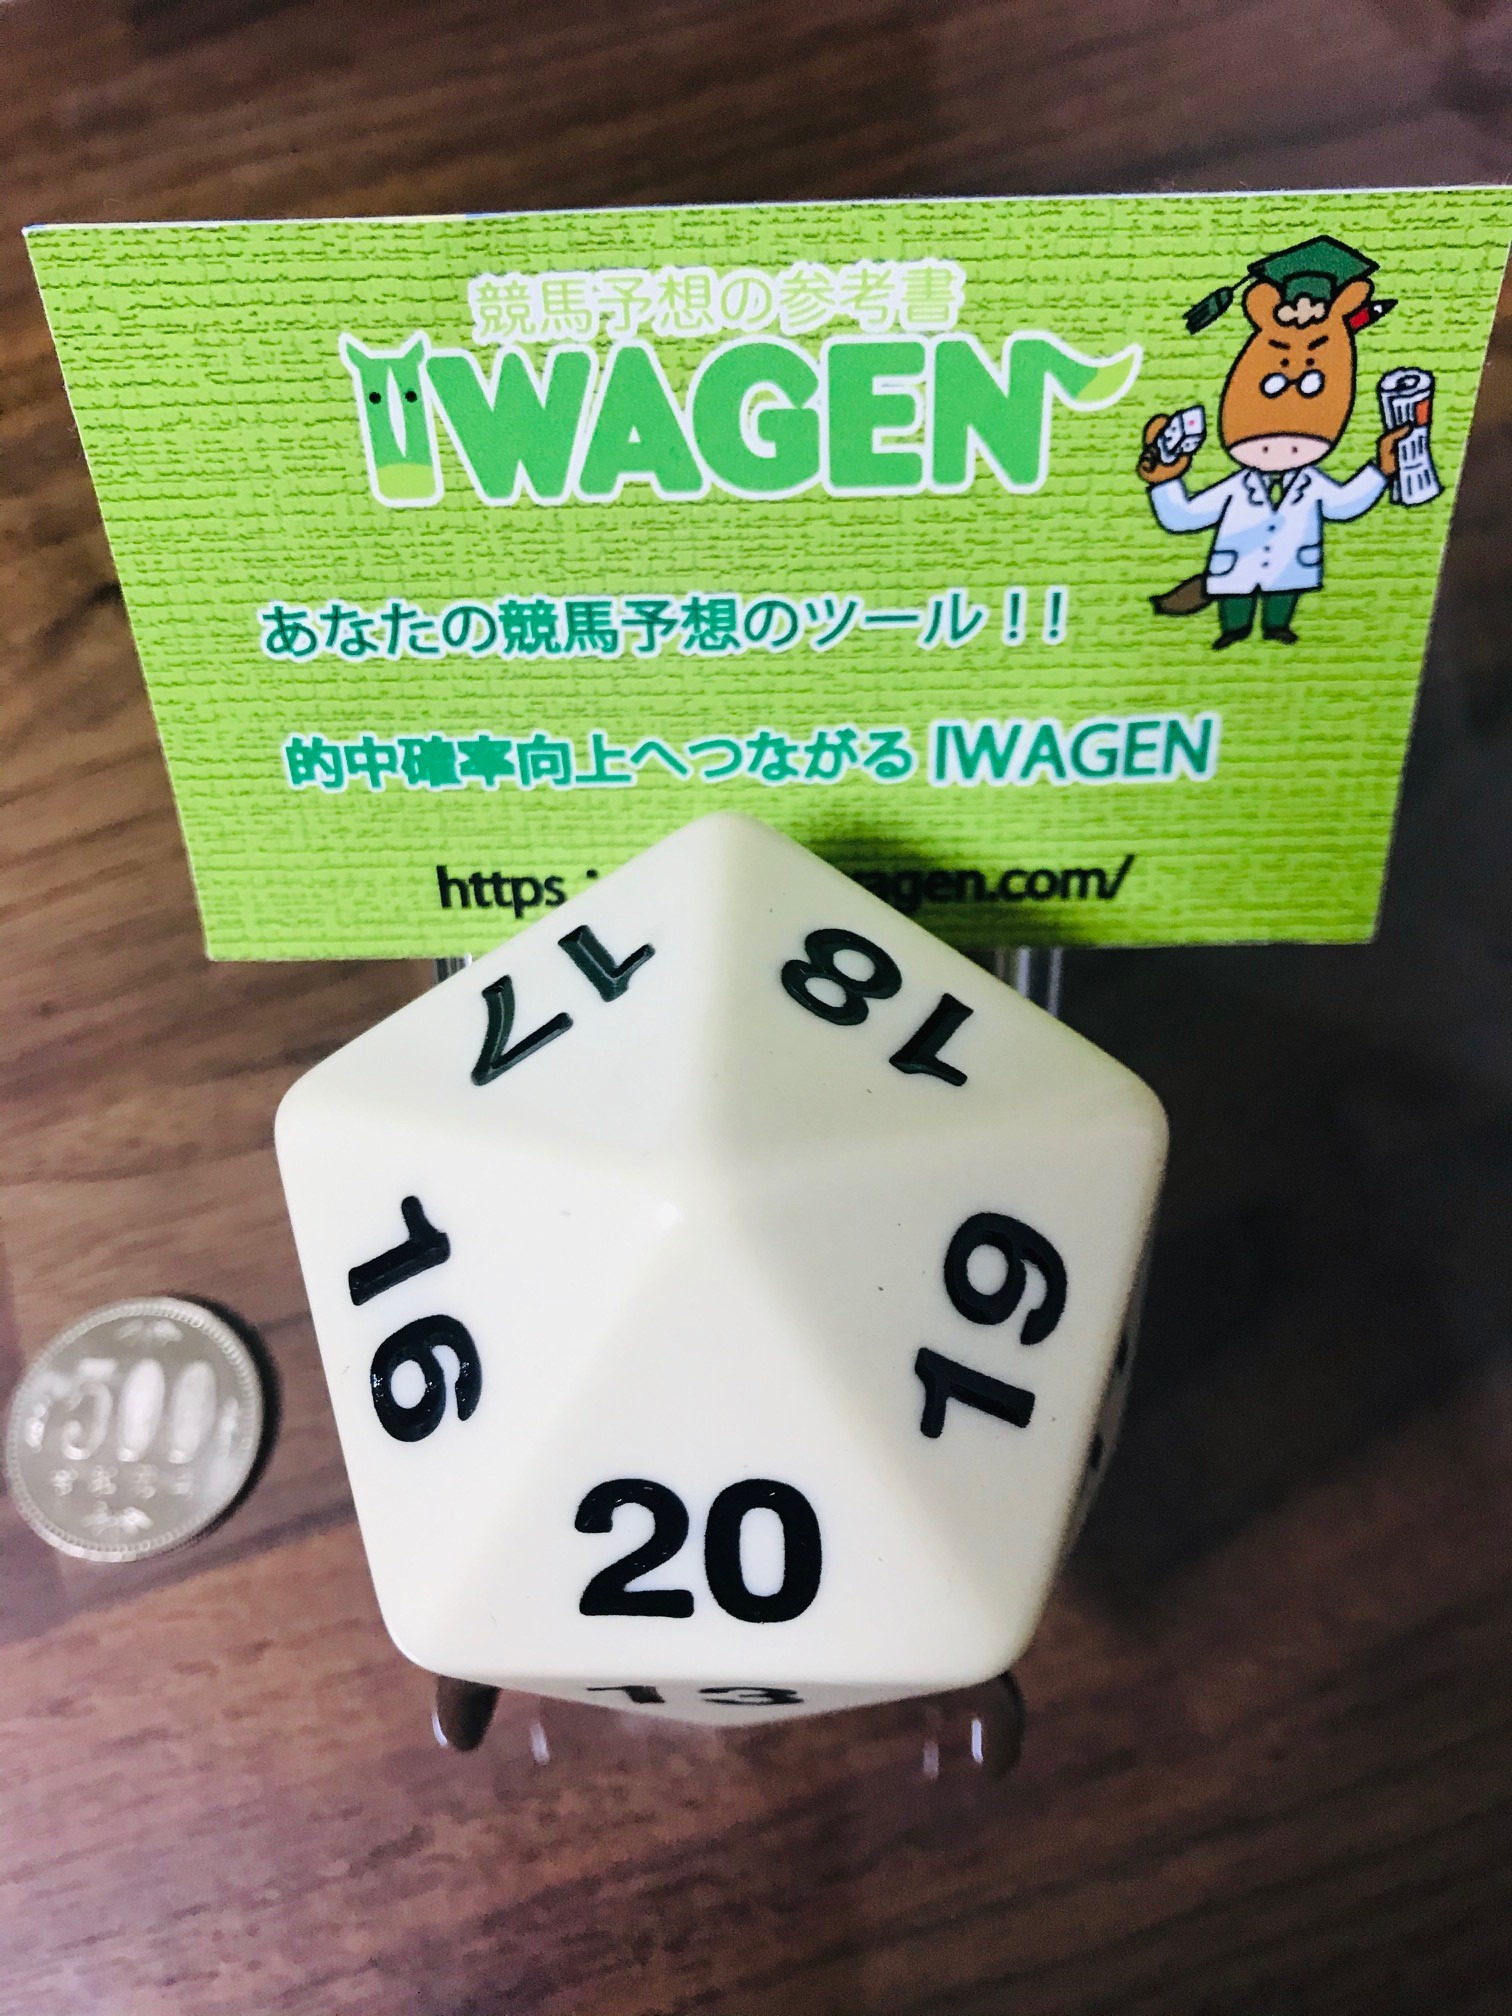 競馬予想の参考書
IWAGEN
あなたの競馬予想のツール!!
的中確率向上へつながる IWAGEN
https agen.com/
17
18
16
19
20
13
500